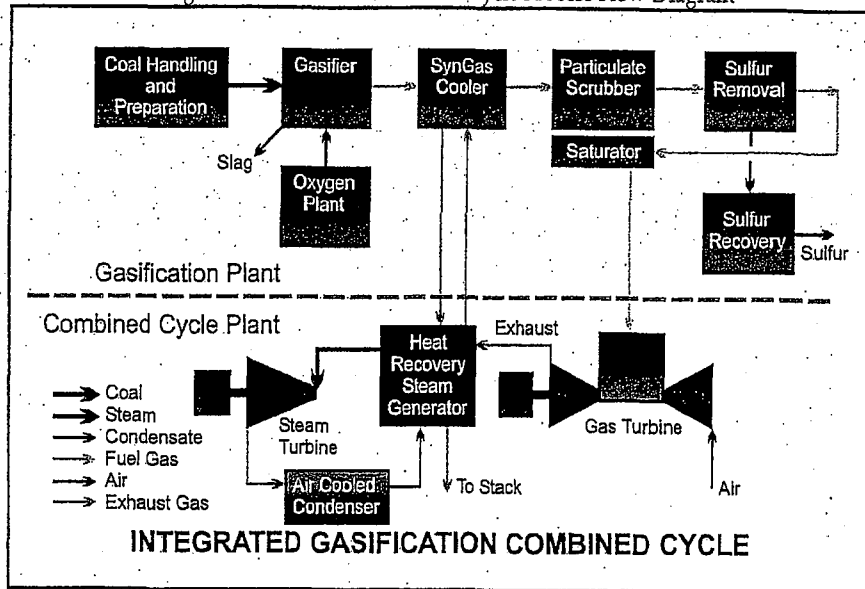 Flow Diagram
Coal Handling
and
Preparation
Gasifier
SynGas
Cooler
Particulate
Scrubber
Sulfur
Removal
Slag
Saturator
Oxygen
Plant
Sulfur
Recovery
Sulfur
Gasification Plant
Combined Cycle Plant
Exhaust
Heat
Recovery
Steam
Generator
Coal
Steam
Condensate
Fuel Gas
Air
Exhaust Gas
Steam
Turbine
Gas Turbine
Air Cooled
Condenser
To Stack
Air
INTEGRATED GASIFICATION COMBINED CYCLE